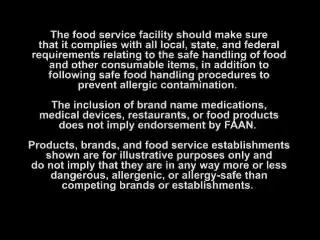 The food service facility should make sure
that it complies with all local, state, and federal
requirements relating to the safe handling of food
and other consumable items, in addition to
following safe food handling procedures to
prevent allergic contamination.
The inclusion of brand name medications,
medical devices, restaurants, or food products
does not imply endorsement by FAAN.
Products, brands, and food service establishments
shown are for illustrative purposes only and
do not imply that they are in any way more or less
dangerous, allergenic, or allergy-safe than
competing brands or establishments.